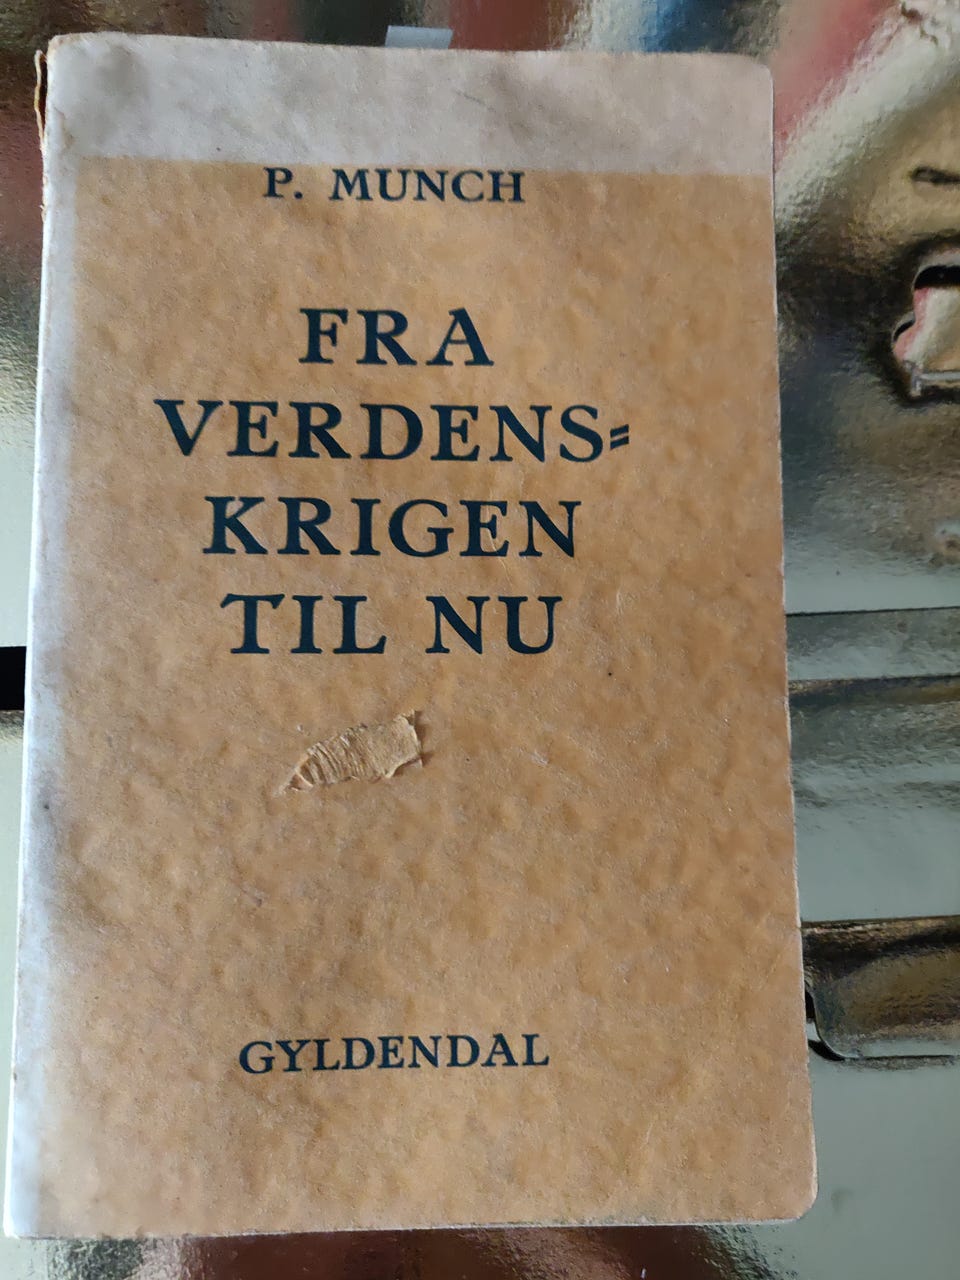 P. MUNCH
FRA
VERDENS=
KRIGEN
TIL NU
GYLDENDAL